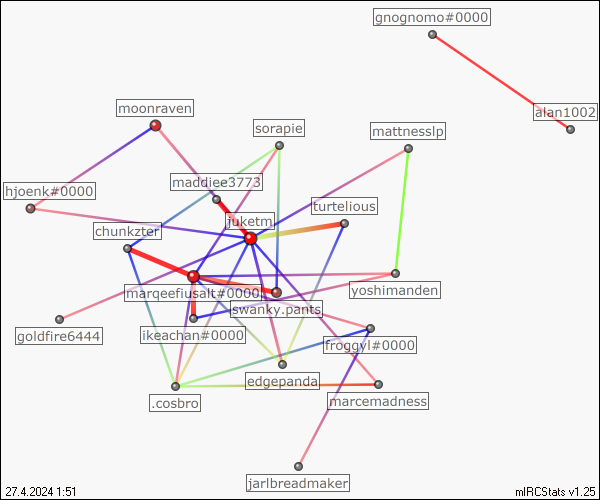 gnognomo#0000
moonraven
alan1002
sorapie
mattnesslp
maddiee3773
hjoenk#0000
turtelious
juketm
chunkzter
marqeefiusalt#0000
yoshimanden
swanky.pants
goldfire6444
ikeachan#0000
froggyl#0000
edgepanda
.cosbro
marcemadness
jarlbreadmaker
27.4.2024 1:51
mIRCStats v1.25